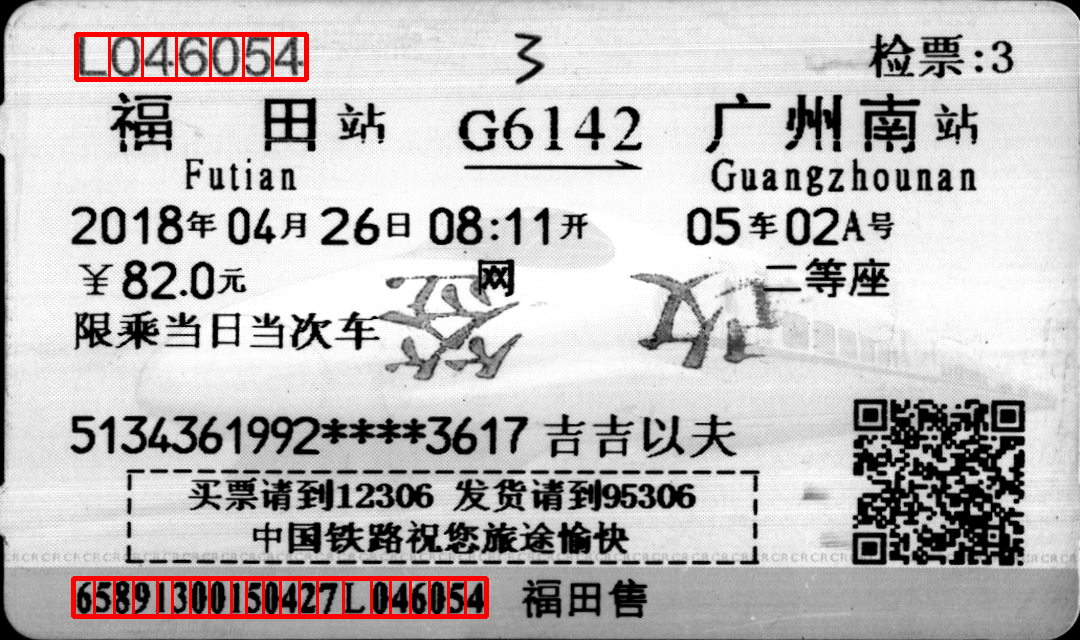 L046054 3 检票:3
福田站 G6142 广州南站
Futian Guangzhounan
2018年04月26日08:11开 05车02A号
￥82.0元 网 二等座
限乘当日当次车
5134361992****3617 吉吉以夫
买票请到12306 发货请到95306
中国铁路祝您旅途愉快
65891300150427L046054 福田售